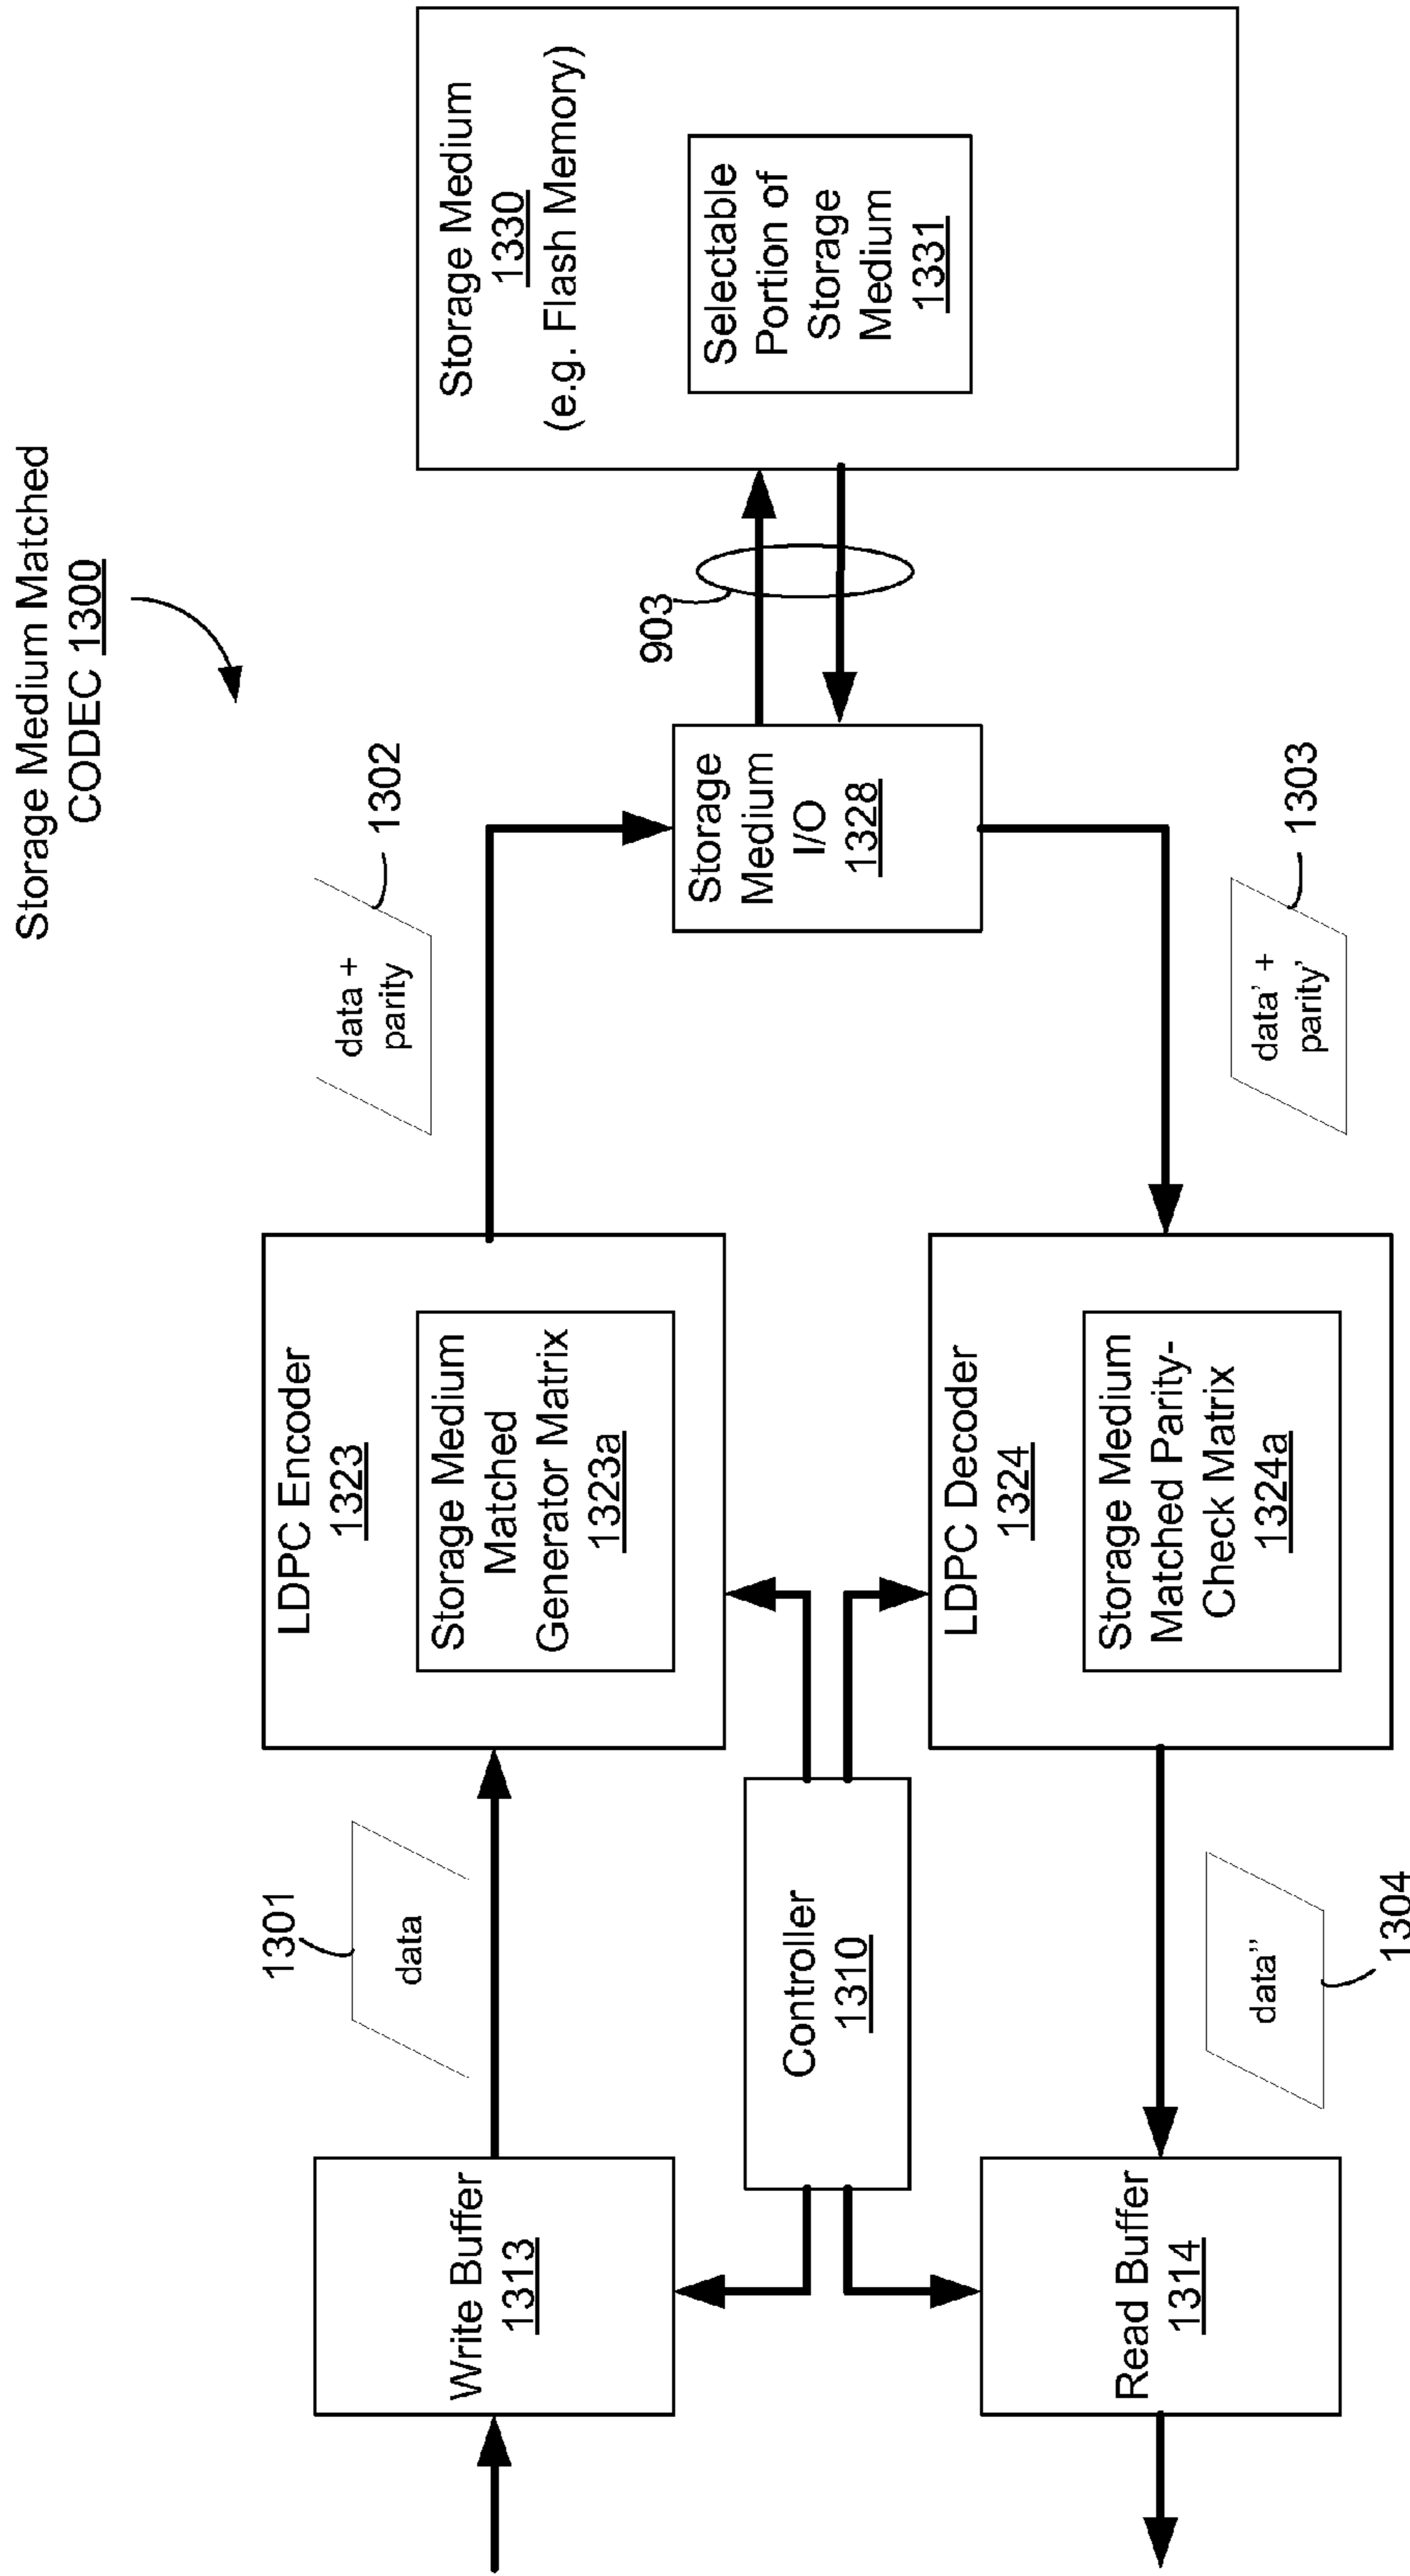 Storage Medium Matched
CODEC 1300
1301
data
1302
data +
parity
Write Buffer
1313
LDPC Encoder
1323
Storage Medium
Matched
Generator Matrix
1323a
Controller
1310
Storage
Medium
I/O
1328
903
Storage Medium
1330
(e.g. Flash Memory)
Selectable
Portion of
Storage
Medium
1331
Read Buffer
1314
LDPC Decoder
1324
Storage Medium
Matched Parity-
Check Matrix
1324a
data''
1304
data' +
parity'
1303